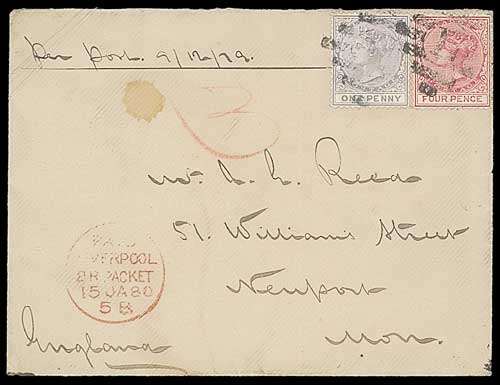 Per Post. 9/12/79.
ONE PENNY
FOUR PENCE
3
Mr. Reed
51. Williams Street
Newport
Mon.
England
PAID
LIVERPOOL
BR PACKET
15 JA 80
5 B